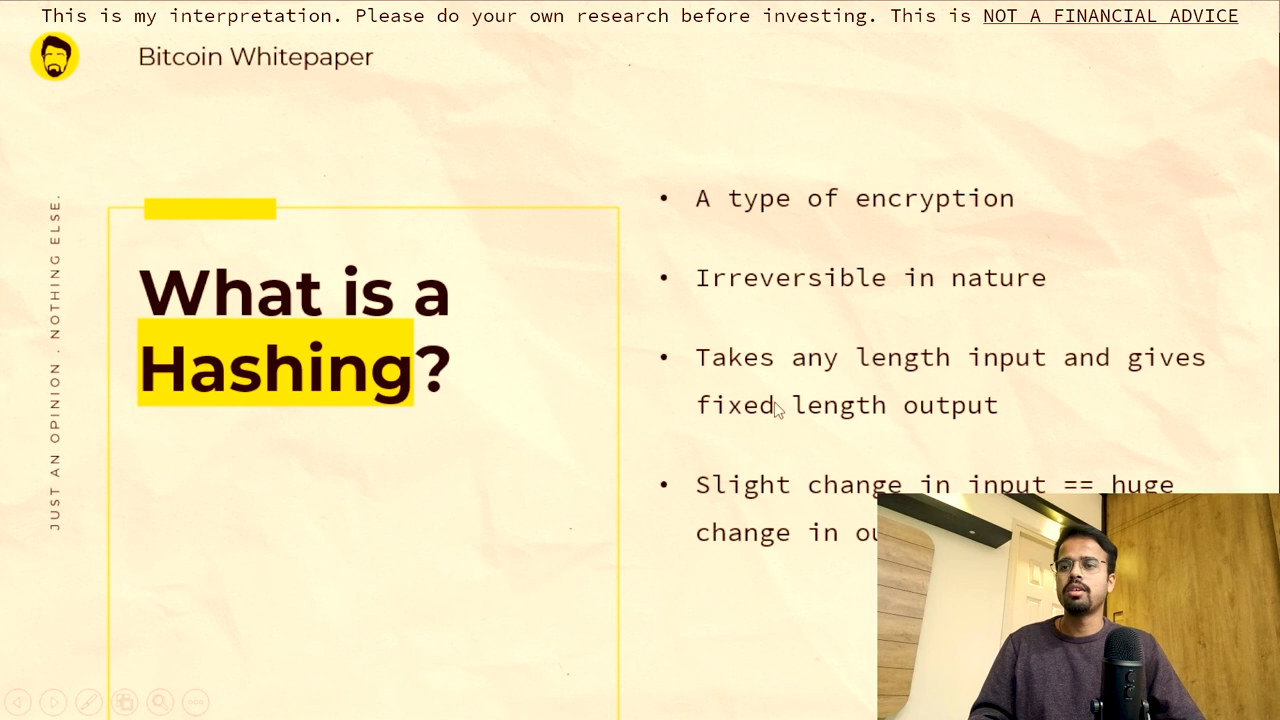 This is my interpretation. Please do your own research before investing. This is NOT A FINANCIAL ADVICE
Bitcoin Whitepaper
JUST AN OPINION . NOTHING ELSE.
What is a
Hashing?
• A type of encryption
• Irreversible in nature
• Takes any length input and gives
fixed length output
• Slight change in input == huge
change in